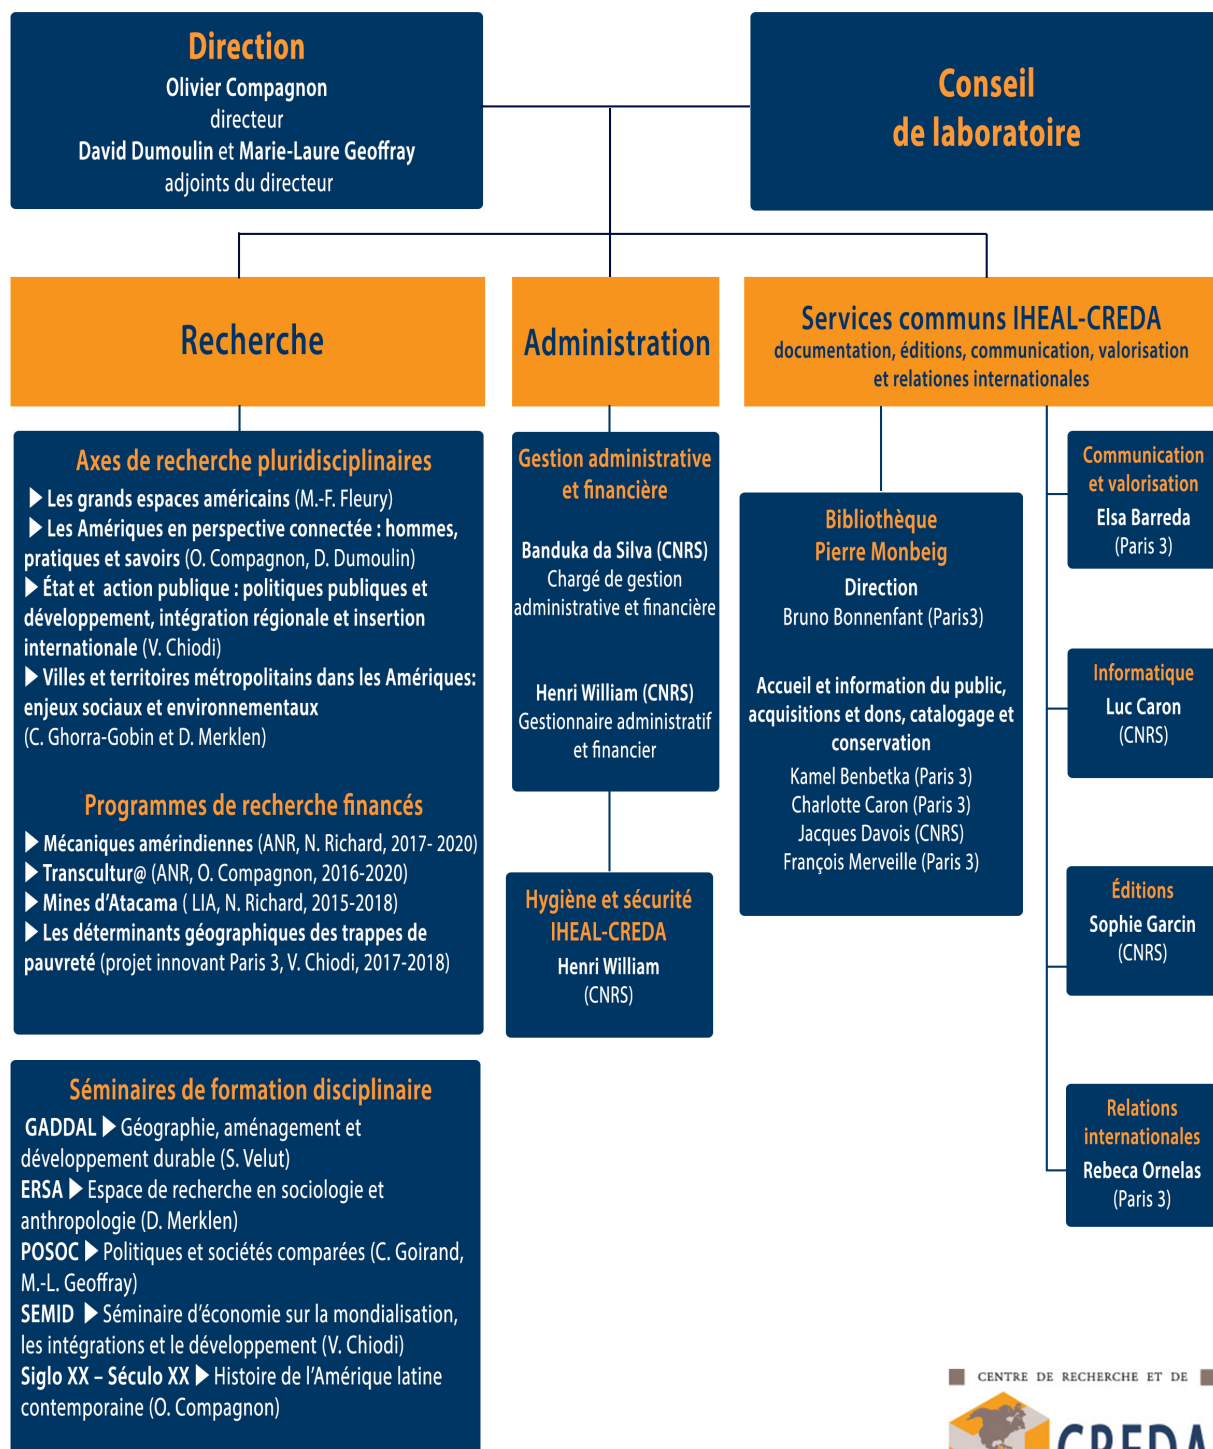 Direction
Olivier Compagnon
directeur
David Dumoulin et Marie-Laure Geoffray
adjoints du directeur
Conseil
de laboratoire
Recherche
Administration
Services communs IHEAL-CREDA
documentation, éditions, communication, valorisation
et relationes internationales
Axes de recherche pluridisciplinaires
▶ Les grands espaces américains (M.-F. Fleury)
▶ Les Amériques en perspective connectée : hommes,
pratiques et savoirs (O. Compagnon, D. Dumoulin)
▶ État et action publique : politiques publiques et
développement, intégration régionale et insertion
internationale (V. Chiodi)
▶ Villes et territoires métropolitains dans les Amériques:
enjeux sociaux et environnementaux
(C. Ghorra-Gobin et D. Merklen)
Programmes de recherche financés
▶ Mécaniques amérindiennes (ANR, N. Richard, 2017- 2020)
▶ Transcultur@ (ANR, O. Compagnon, 2016-2020)
▶ Mines d’Atacama ( LIA, N. Richard, 2015-2018)
▶ Les déterminants géographiques des trappes de
pauvreté (projet innovant Paris 3, V. Chiodi, 2017-2018)
Séminaires de formation disciplinaire
GADDAL ▶ Géographie, aménagement et
développement durable (S. Velut)
ERSA ▶ Espace de recherche en sociologie et
anthropologie (D. Merklen)
POSOC ▶ Politiques et sociétés comparées (C. Goirand,
M.-L. Geoffray)
SEMID ▶ Séminaire d’économie sur la mondialisation,
les intégrations et le développement (V. Chiodi)
Siglo XX – Século XX ▶ Histoire de l’Amérique latine
contemporaine (O. Compagnon)
Gestion administrative
et financière
Banduka da Silva (CNRS)
Chargé de gestion
administrative et financière
Henri William (CNRS)
Gestionnaire administratif
et financier
Hygiène et sécurité
IHEAL-CREDA
Henri William
(CNRS)
Bibliothèque
Pierre Monbeig
Direction
Bruno Bonnenfant (Paris3)
Accueil et information du public,
acquisitions et dons, catalogage et
conservation
Kamel Benbetka (Paris 3)
Charlotte Caron (Paris 3)
Jacques Davois (CNRS)
François Merveille (Paris 3)
Communication
et valorisation
Elsa Barreda
(Paris 3)
Informatique
Luc Caron
(CNRS)
Éditions
Sophie Garcin
(CNRS)
Relations
internationales
Rebeca Ornelas
(Paris 3)
CENTRE DE RECHERCHE ET DE
CREDA